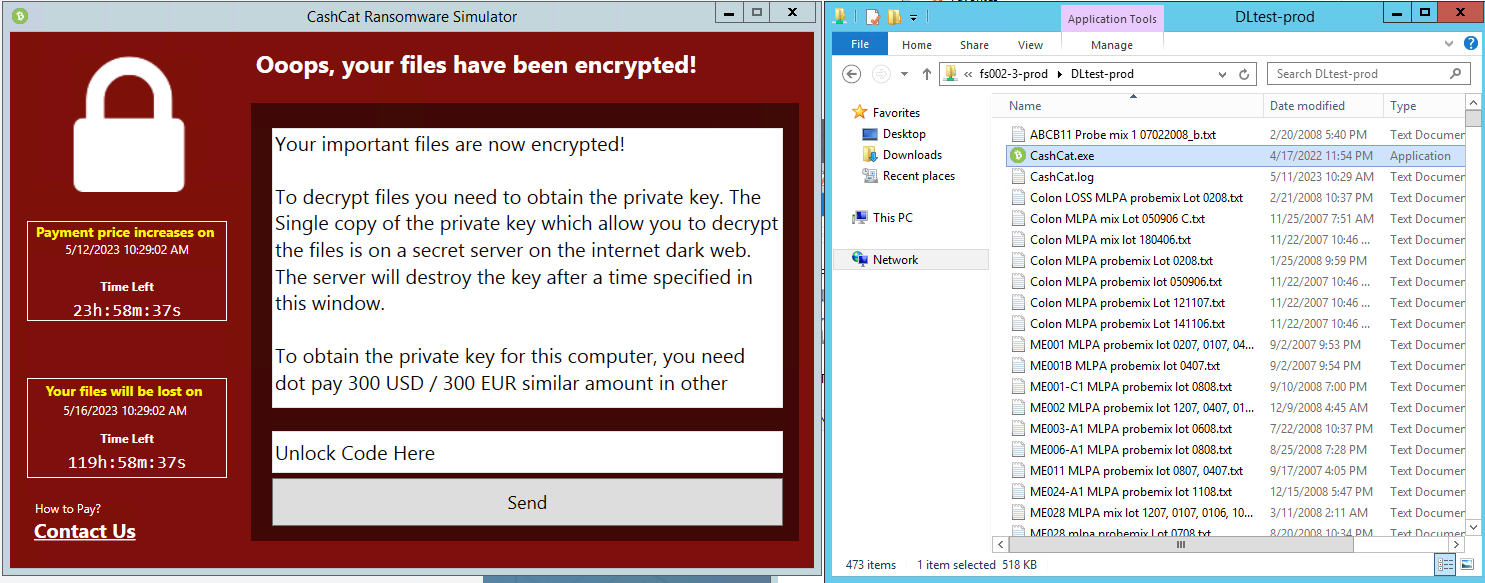 CashCat Ransomware Simulator
Ooops, your files have been encrypted!
Your important files are now encrypted!
To decrypt files you need to obtain the private key. The
Single copy of the private key which allow you to decrypt
the files is on a secret server on the internet dark web.
The server will destroy the key after a time specified in
this window.
To obtain the private key for this computer, you need
dot pay 300 USD / 300 EUR similar amount in other
Payment price increases on
5/12/2023 10:29:02 AM
Time Left
23h:58m:37s
Your files will be lost on
5/16/2023 10:29:02 AM
Time Left
119h:58m:37s
How to Pay?
Contact Us
Unlock Code Here
Send
Application Tools
DLtest-prod
File Home Share View Manage
« fs002-3-prod DLtest-prod
Search DLtest-prod
Favorites
Desktop
Downloads
Recent places
This PC
Network
Name Date modified Type
ABCB11 Probe mix 1 07022008_b.txt 2/20/2008 5:40 PM Text Documen
CashCat.exe 4/17/2022 11:54 PM Application
CashCat.log 5/11/2023 10:29 AM Text Documen
Colon LOSS MLPA probemix Lot 0208.txt 2/21/2008 10:37 PM Text Documen
Colon MLPA mix Lot 050906 C.txt 11/25/2007 7:51 AM Text Documen
Colon MLPA mix lot 180406.txt 11/22/2007 10:46 ... Text Documen
Colon MLPA probemix Lot 0208.txt 1/25/2008 9:59 PM Text Documen
Colon MLPA probemix lot 050906.txt 11/22/2007 10:46 ... Text Documen
Colon MLPA probemix Lot 121107.txt 11/22/2007 10:46 ... Text Documen
Colon MLPA probemix Lot 141106.txt 11/22/2007 10:46 ... Text Documen
ME001 MLPA probemix lot 0207, 0107, 04... 9/2/2007 9:53 PM Text Documen
ME001B MLPA probemix lot 0407.txt 9/2/2007 9:54 PM Text Documen
ME001-C1 MLPA probemix lot 0808.txt 9/10/2008 7:00 PM Text Documen
ME002 MLPA probemix lot 1207, 0407, 01... 12/9/2008 4:45 AM Text Documen
ME003-A1 MLPA probemix lot 0608.txt 7/22/2008 10:37 PM Text Documen
ME006-A1 MLPA probemix lot 0808.txt 8/25/2008 7:28 PM Text Documen
ME011 MLPA probemix lot 0807, 0407.txt 9/17/2007 4:05 PM Text Documen
ME024-A1 MLPA probemix lot 1108.txt 12/15/2008 5:47 PM Text Documen
ME028 MLPA mix lot 1207, 0107, 0106, 10... 3/11/2008 2:11 AM Text Documen
ME028 mlpa probemix Lot 0708.txt 8/20/2008 10:34 PM Text Documen
473 items 1 item selected 518 KB